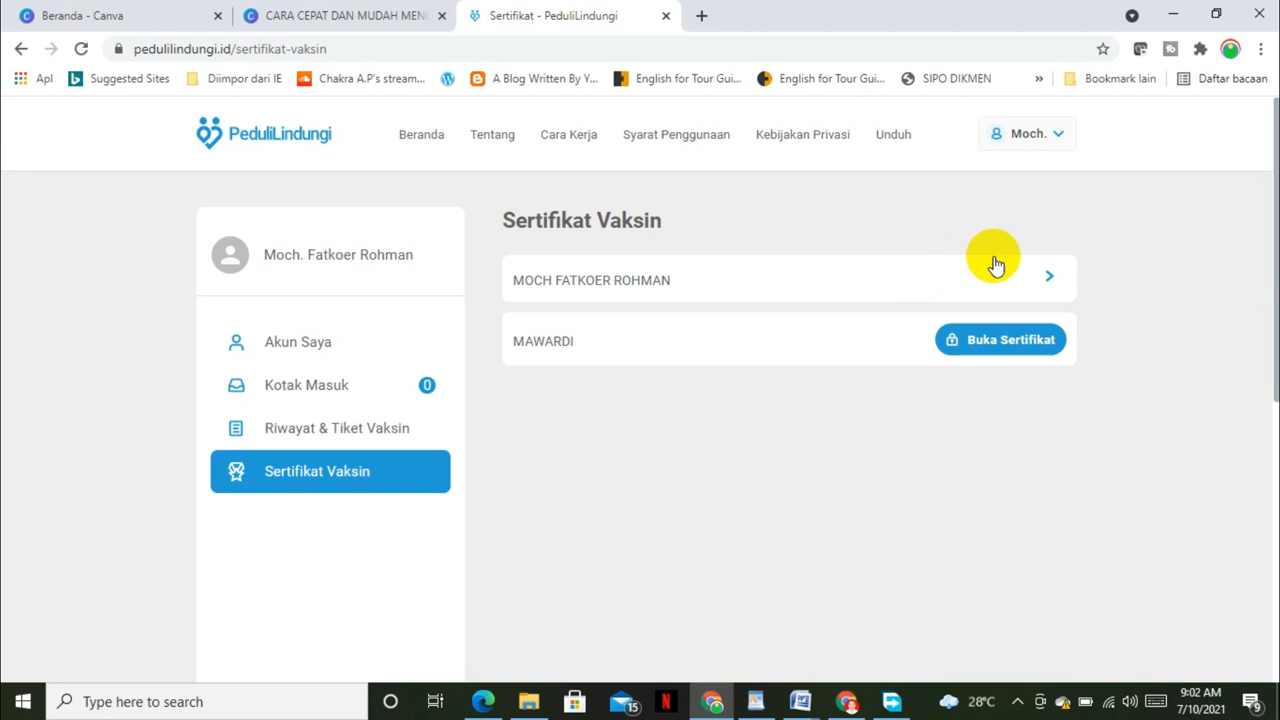 Beranda - Canva
CARA CEPAT DAN MUDAH MENC
Sertifikat - PeduliLindungi
pedulilindungi.id/sertifikat-vaksin
Apl
Suggested Sites
Diimpor dari IE
Chakra A.P's stream...
A Blog Written By Y...
English for Tour Gui...
English for Tour Gui...
SIPO DIKMEN
»
Bookmark lain
Daftar bacaan
PeduliLindungi
Beranda
Tentang
Cara Kerja
Syarat Penggunaan
Kebijakan Privasi
Unduh
Moch.
Moch. Fatkoer Rohman
Akun Saya
Kotak Masuk
0
Riwayat & Tiket Vaksin
Sertifikat Vaksin
Sertifikat Vaksin
MOCH FATKOER ROHMAN
MAWARDI
Buka Sertifikat
Type here to search
15
28°C
9:02 AM
7/10/2021
9